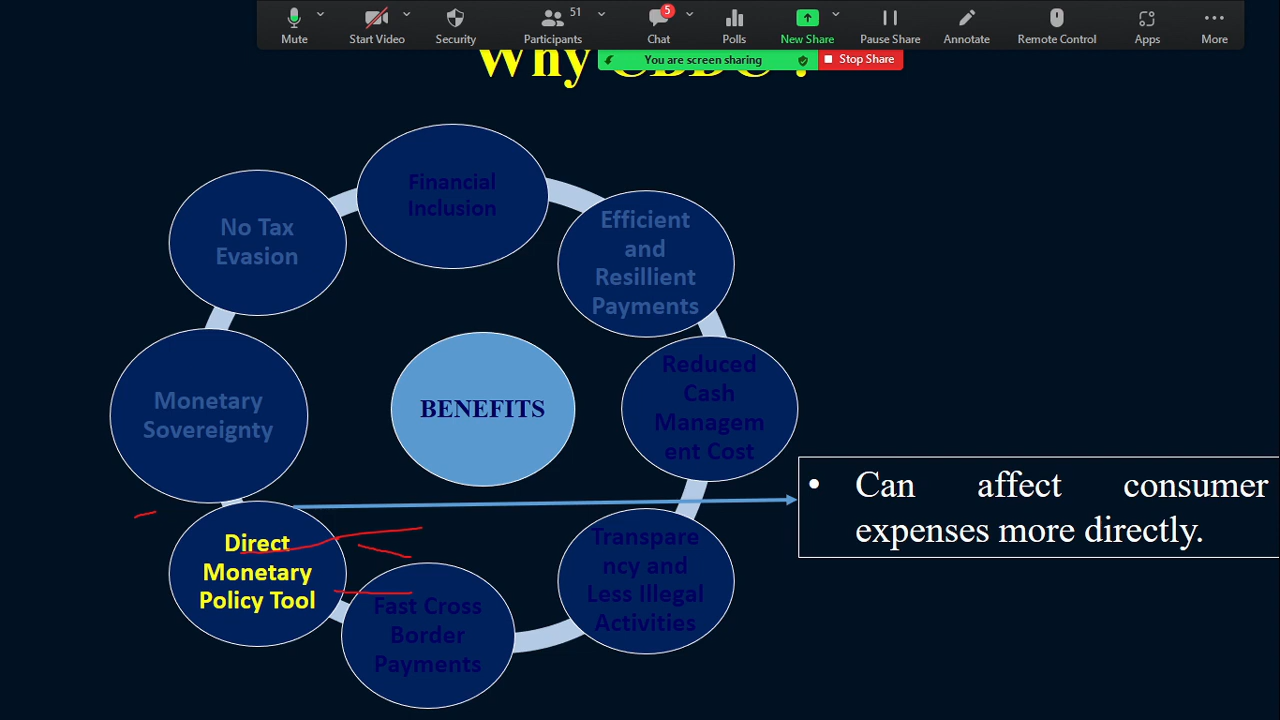 Mute
Start Video
Security
51
Participants
5
Chat
Polls
New Share
Pause Share
Annotate
Remote Control
Apps
More
You are screen sharing
Stop Share
Why
Financial
Inclusion
No Tax
Evasion
Efficient
and
Resillient
Payments
Monetary
Sovereignty
BENEFITS
Reduced
Cash
Managem
ent Cost
• Can affect consumer
expenses more directly.
Direct
Monetary
Policy Tool
Transpare
ncy and
Less Illegal
Activities
Fast Cross
Border
Payments